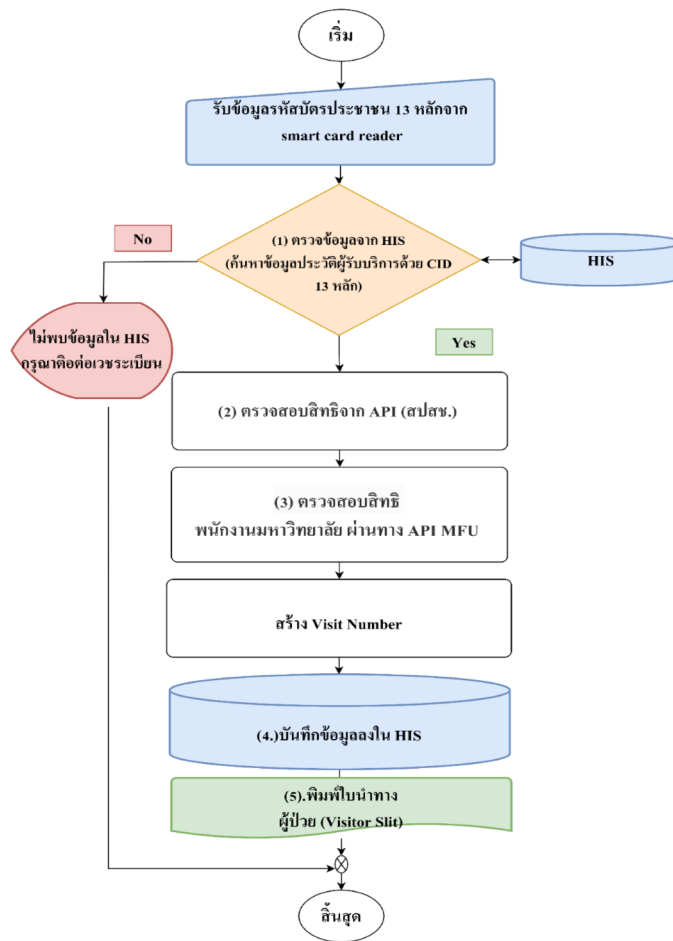 เริ่ม
รับข้อมูลรหัสบัตรประชาชน 13 หลักจาก
smart card reader
No
(1) ตรวจข้อมูลจาก HIS
(ค้นหาข้อมูลประวัติผู้รับบริการด้วย CID
13 หลัก)
HIS
ไม่พบข้อมูลใน HIS
กรุณาติอต่อเวชระเบียน
Yes
(2) ตรวจสอบสิทธิจาก API (สปสช.)
(3) ตรวจสอบสิทธิ
พนักงานมหาวิทยาลัย ผ่านทาง API MFU
สร้าง Visit Number
(4.)บันทึกข้อมูลลงใน HIS
(5).พิมพ์ใบนำทาง
ผู้ป่วย (Visitor Slit)
สิ้นสุด